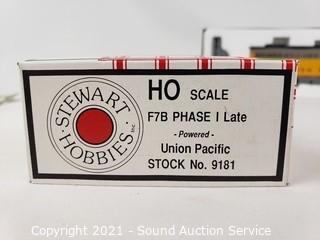 STEWART HOBBIES Inc
HO SCALE
F7B PHASE I Late
- Powered -
Union Pacific
STOCK No. 9181
Copyright 2021 - Sound Auction Service